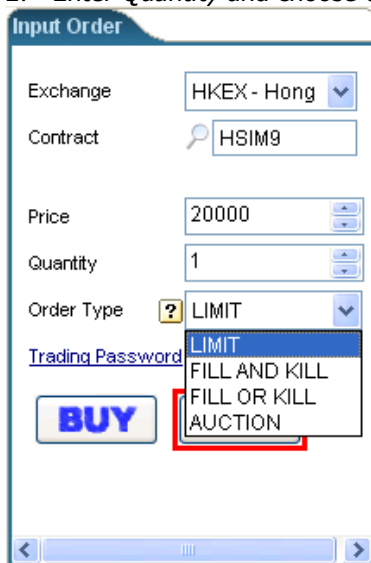 Input Order
Exchange HKEX - Hong
Contract HSIM9
Price 20000
Quantity 1
Order Type ? LIMIT
Trading Password
LIMIT
FILL AND KILL
FILL OR KILL
AUCTION
BUY